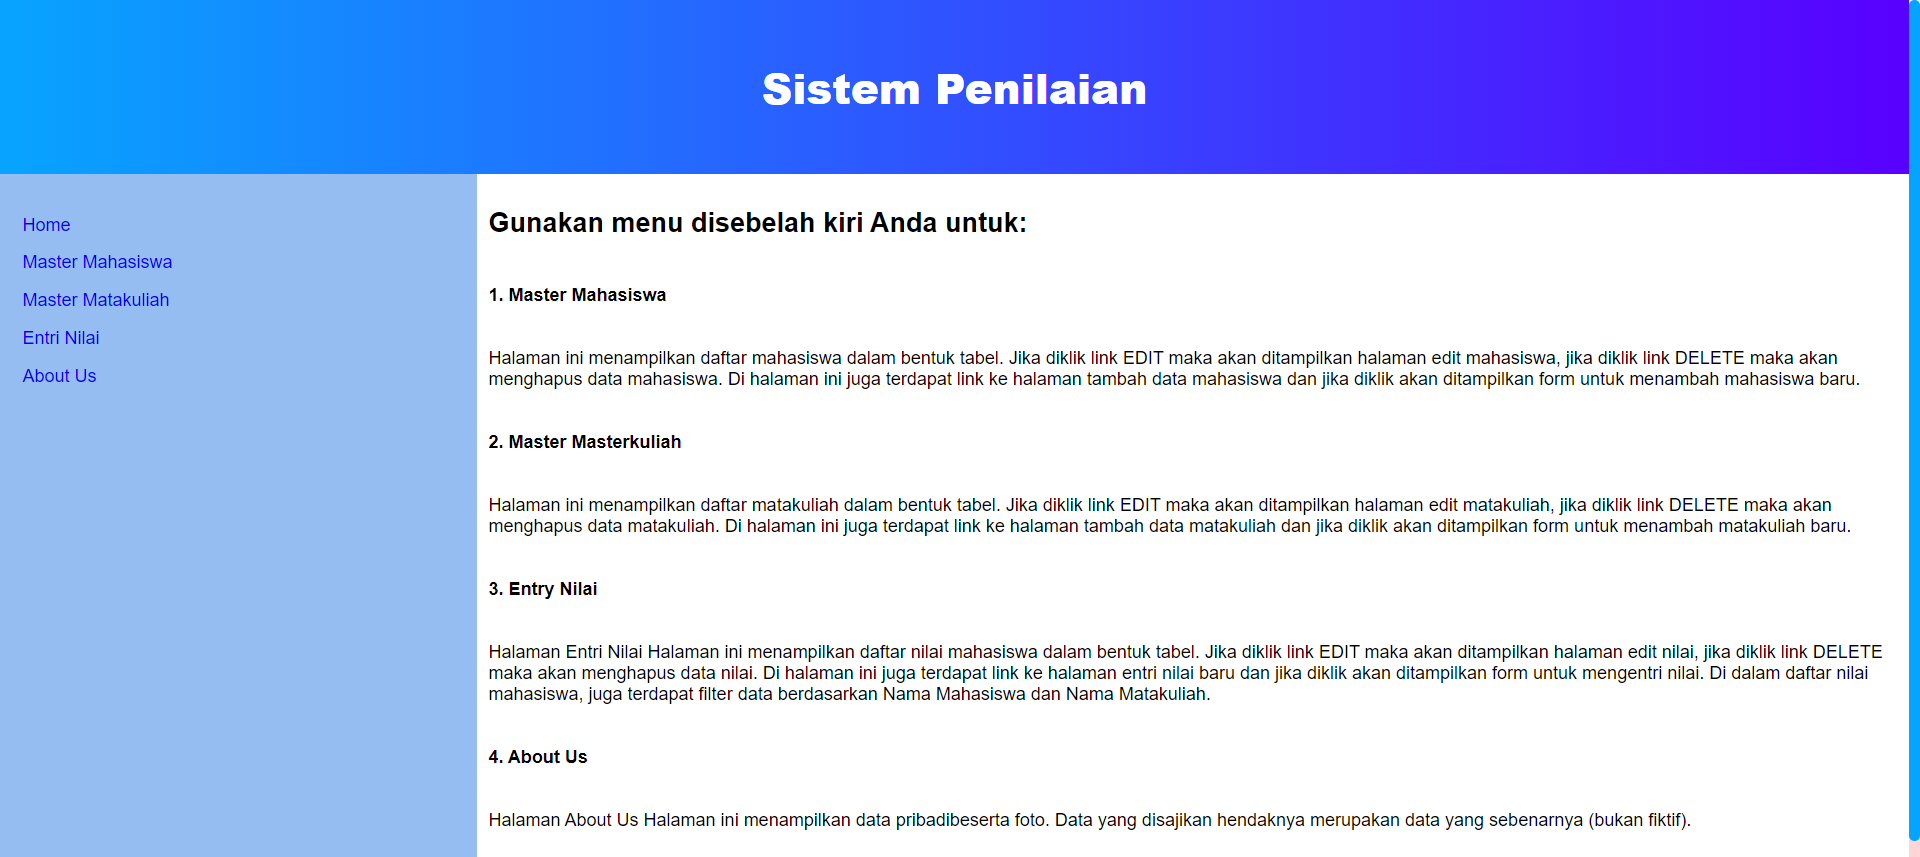 Sistem Penilaian
Home
Master Mahasiswa
Master Matakuliah
Entri Nilai
About Us
Gunakan menu disebelah kiri Anda untuk:
1. Master Mahasiswa
Halaman ini menampilkan daftar mahasiswa dalam bentuk tabel. Jika diklik link EDIT maka akan ditampilkan halaman edit mahasiswa, jika diklik link DELETE maka akan
menghapus data mahasiswa. Di halaman ini juga terdapat link ke halaman tambah data mahasiswa dan jika diklik akan ditampilkan form untuk menambah mahasiswa baru.
2. Master Masterkuliah
Halaman ini menampilkan daftar matakuliah dalam bentuk tabel. Jika diklik link EDIT maka akan ditampilkan halaman edit matakuliah, jika diklik link DELETE maka akan
menghapus data matakuliah. Di halaman ini juga terdapat link ke halaman tambah data matakuliah dan jika diklik akan ditampilkan form untuk menambah matakuliah baru.
3. Entry Nilai
Halaman Entri Nilai Halaman ini menampilkan daftar nilai mahasiswa dalam bentuk tabel. Jika diklik link EDIT maka akan ditampilkan halaman edit nilai, jika diklik link DELETE
maka akan menghapus data nilai. Di halaman ini juga terdapat link ke halaman entri nilai baru dan jika diklik akan ditampilkan form untuk mengentri nilai. Di dalam daftar nilai
mahasiswa, juga terdapat filter data berdasarkan Nama Mahasiswa dan Nama Matakuliah.
4. About Us
Halaman About Us Halaman ini menampilkan data pribadibeserta foto. Data yang disajikan hendaknya merupakan data yang sebenarnya (bukan fiktif).